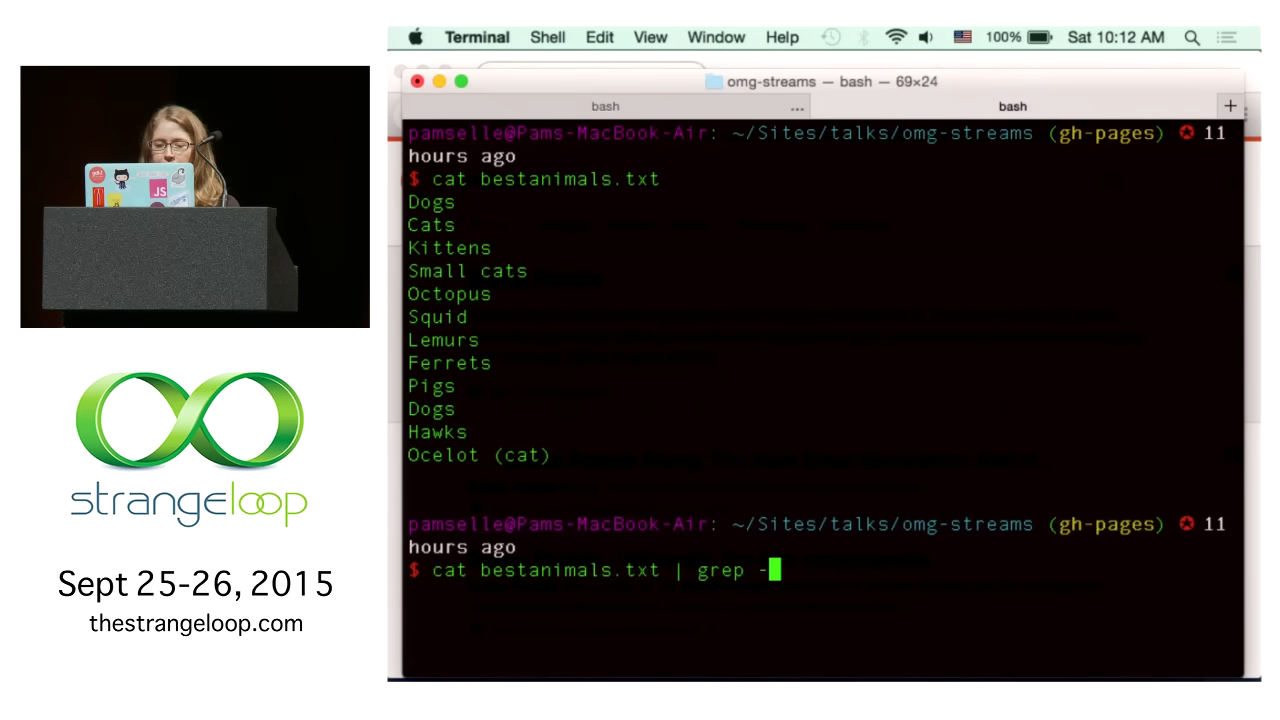 Terminal Shell Edit View Window Help 100% Sat 10:12 AM
omg-streams — bash — 69×24
bash ... bash +
pamselle@Pams-MacBook-Air: ~/Sites/talks/omg-streams (gh-pages) ✪ 11
hours ago
$ cat bestanimals.txt
Dogs
Cats
Kittens
Small cats
Octopus
Squid
Lemurs
Ferrets
Pigs
Dogs
Hawks
Ocelot (cat)
pamselle@Pams-MacBook-Air: ~/Sites/talks/omg-streams (gh-pages) ✪ 11
hours ago
$ cat bestanimals.txt | grep -
JS
strangeloop
Sept 25-26, 2015
thestrangeloop.com